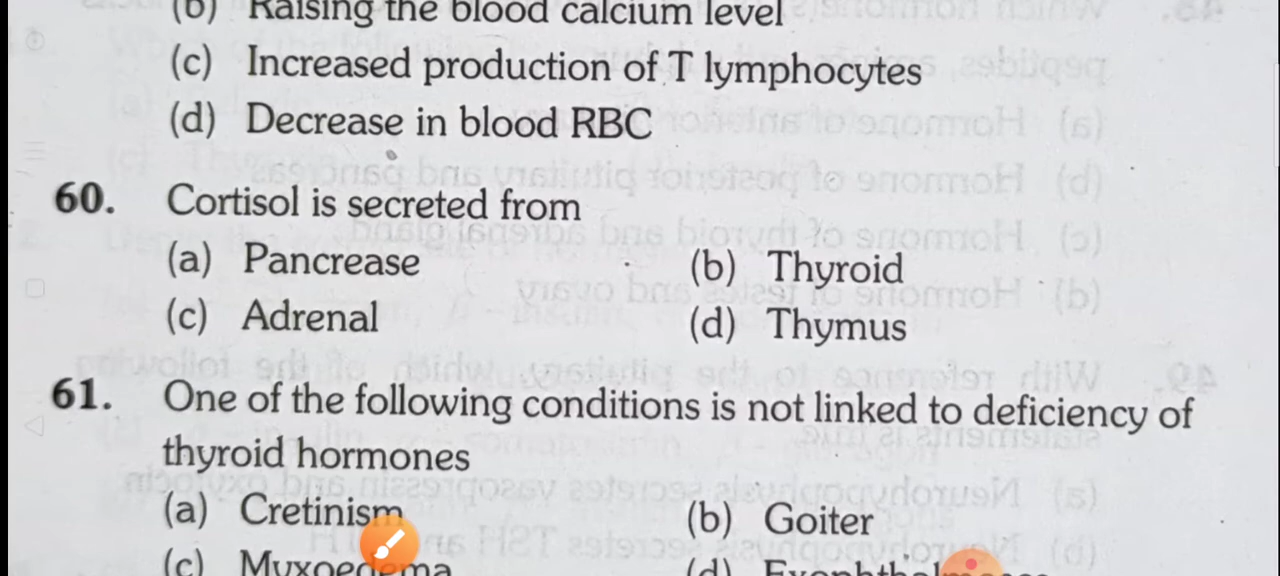 (b) Raising the blood calcium level
(c) Increased production of T lymphocytes
(d) Decrease in blood RBC
60. Cortisol is secreted from
(a) Pancrease (b) Thyroid
(c) Adrenal (d) Thymus
61. One of the following conditions is not linked to deficiency of
thyroid hormones
(a) Cretinism (b) Goiter
(c) Myxoedema (d)